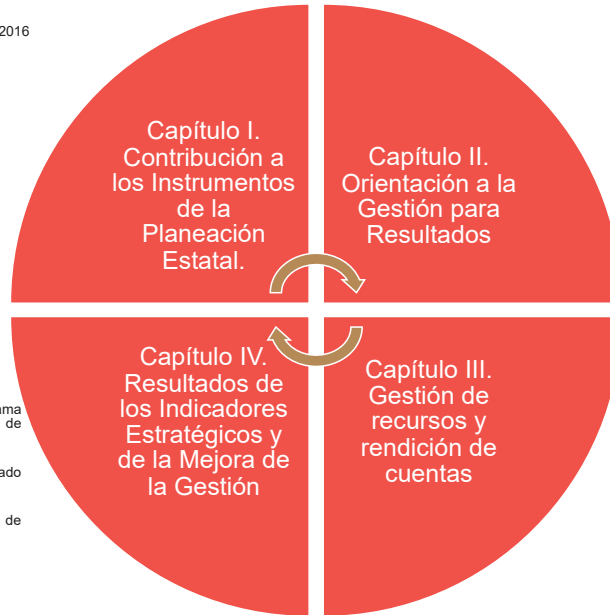 2016
Capítulo I.
Contribución a
los Instrumentos
de la
Planeación
Estatal.
Capítulo II.
Orientación a la
Gestión para
Resultados
Capítulo IV.
Resultados de
los Indicadores
Estratégicos y
de la Mejora de
la Gestión
Capítulo III.
Gestión de
recursos y
rendición de
cuentas
de
de